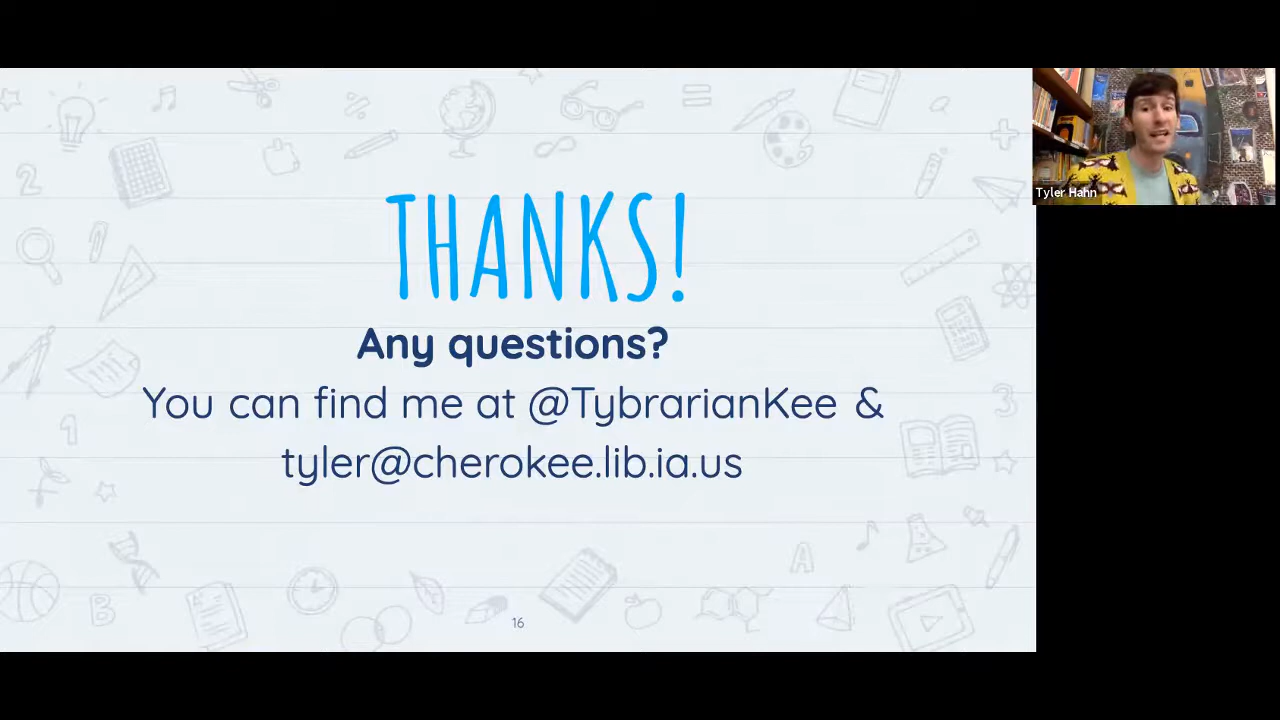 THANKS!
Any questions?
You can find me at @TybrarianKee &
tyler@cherokee.lib.ia.us
16
Tyler Hahn